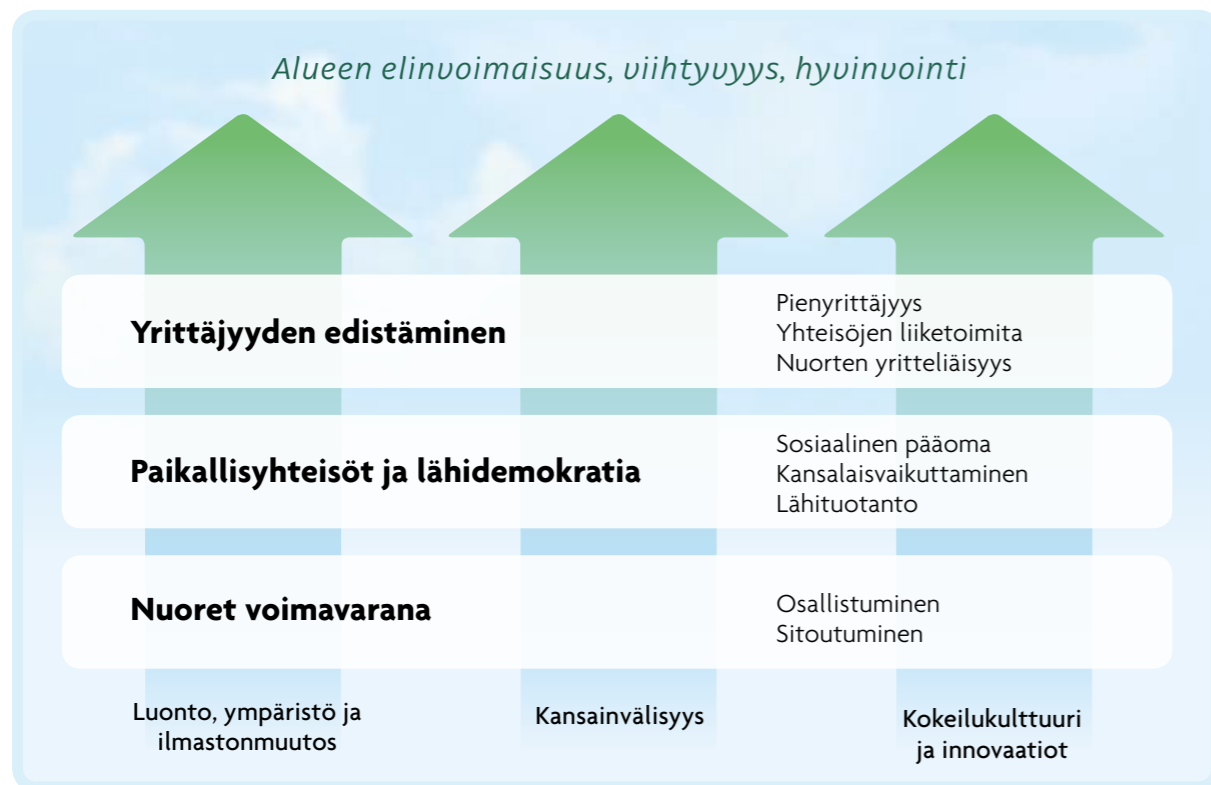 Alueen elinvoimaisuus, viihtyvyys, hyvinvointi
Yrittäjyyden edistäminen
Pienyrittäjyys
Yhteisöjen liiketoimita
Nuorten yritteliäisyys
Paikallisyhteisöt ja lähidemokratia
Sosiaalinen pääoma
Kansalaisvaikuttaminen
Lähituotanto
Nuoret voimavarana
Osallistuminen
Sitoutuminen
Luonto, ympäristö ja
ilmastonmuutos
Kansainvälisyys
Kokeilukulttuuri
ja innovaatiot